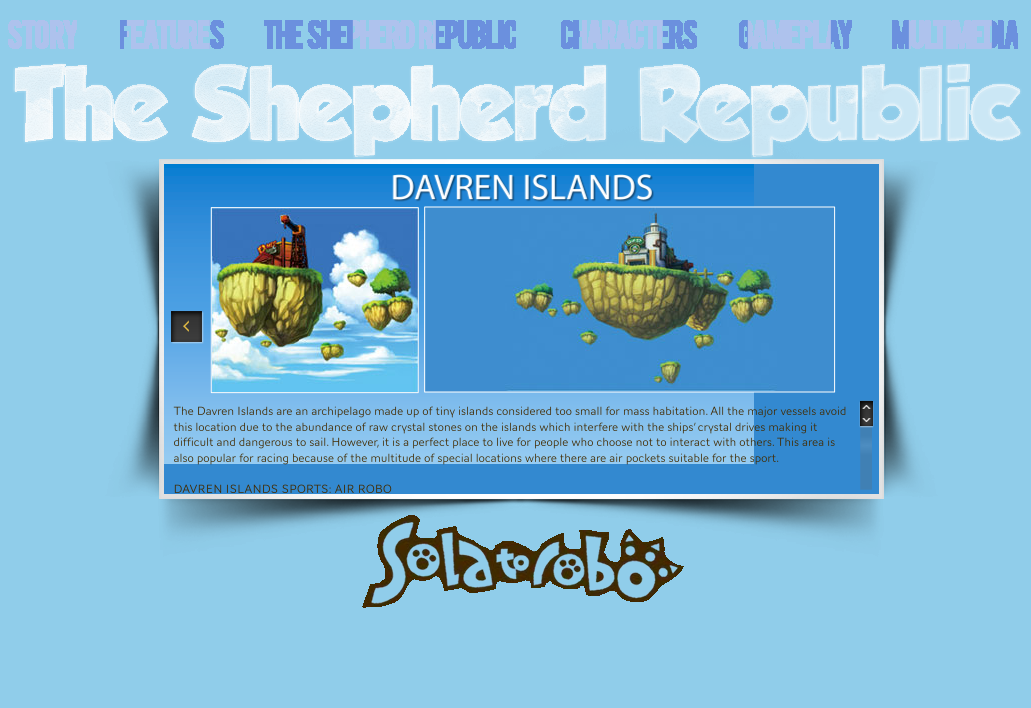 STORY FEATURES THE SHEPHERD REPUBLIC CHARACTERS GAMEPLAY MULTIMEDIA
The Shepherd Republic
DAVREN ISLANDS
The Davren Islands are an archipelago made up of tiny islands considered too small for mass habitation. All the major vessels avoid
this location due to the abundance of raw crystal stones on the islands which interfere with the ships' crystal drives making it
difficult and dangerous to sail. However, it is a perfect place to live for people who choose not to interact with others. This area is
also popular for racing because of the multitude of special locations where there are air pockets suitable for the sport.
DAVREN ISLANDS SPORTS: AIR ROBO
Solatorobo